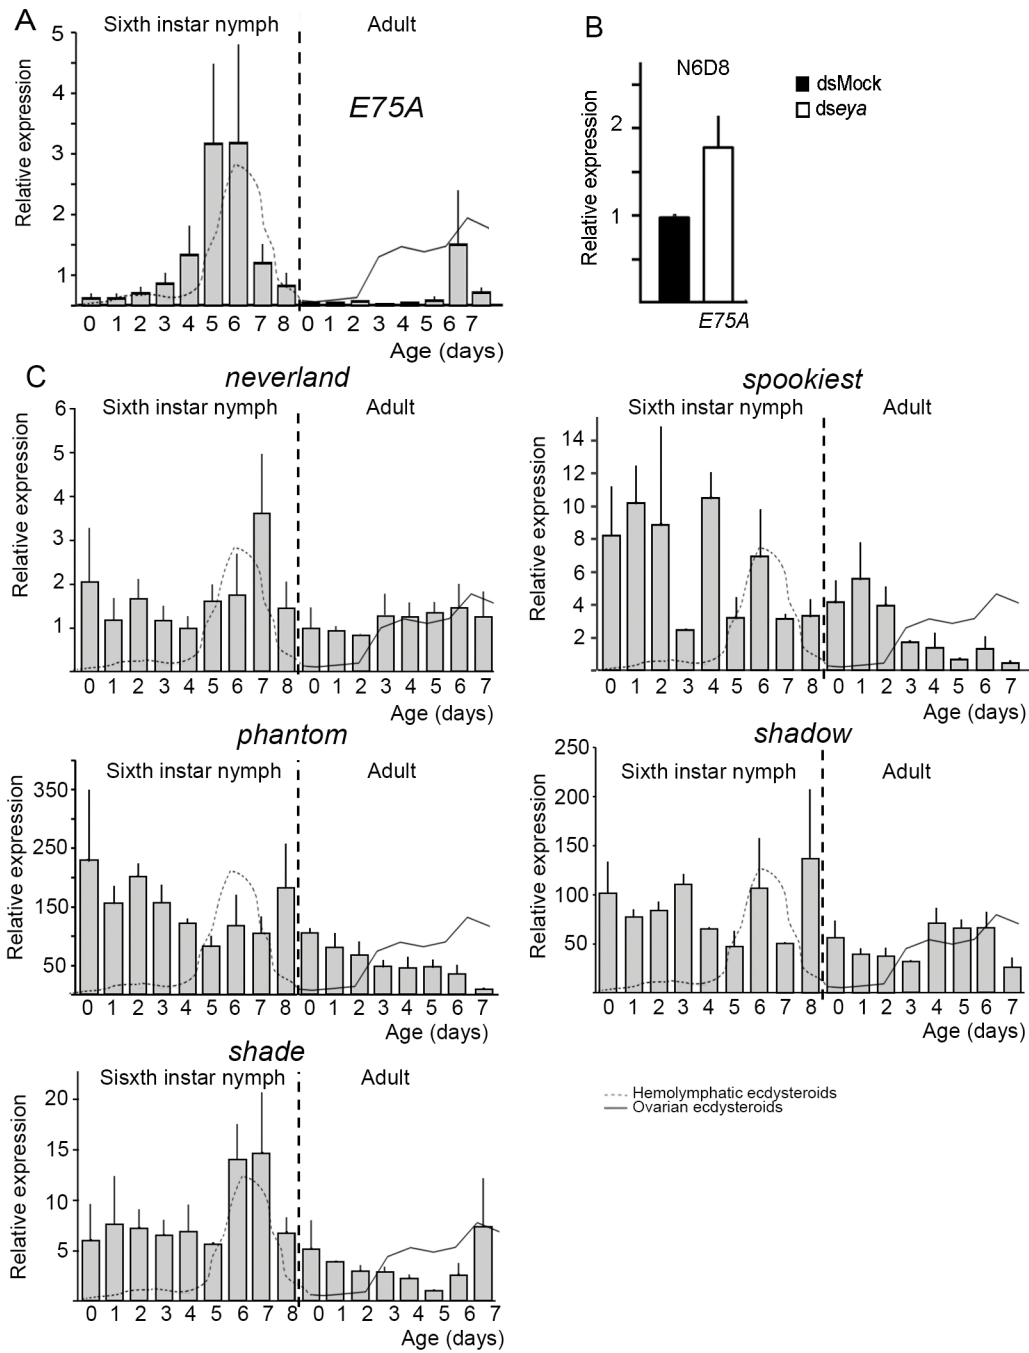 A
Sixth instar nymph
Adult
E75A
Relative expression
5
4
3
2
1
0 1 2 3 4 5 6 7 8 0 1 2 3 4 5 6 7
Age (days)
B
N6D8
dsMock
dseya
Relative expression
2
1
E75A
C
neverland
Sixth instar nymph
Adult
Relative expression
6
5
4
3
2
1
0 1 2 3 4 5 6 7 8 0 1 2 3 4 5 6 7
Age (days)
spookiest
Sixth instar nymph
Adult
Relative expression
14
12
10
8
6
4
2
0 1 2 3 4 5 6 7 8 0 1 2 3 4 5 6 7
Age (days)
phantom
Sixth instar nymph
Adult
Relative expression
350
250
150
50
0 1 2 3 4 5 6 7 8 0 1 2 3 4 5 6 7
Age (days)
shadow
Sixth instar nymph
Adult
Relative expression
250
200
150
100
50
0 1 2 3 4 5 6 7 8 0 1 2 3 4 5 6 7
Age (days)
shade
Sisxth instar nymph
Adult
Relative expression
20
15
10
5
0 1 2 3 4 5 6 7 8 0 1 2 3 4 5 6 7
Age (days)
Hemolymphatic ecdysteroids
Ovarian ecdysteroids